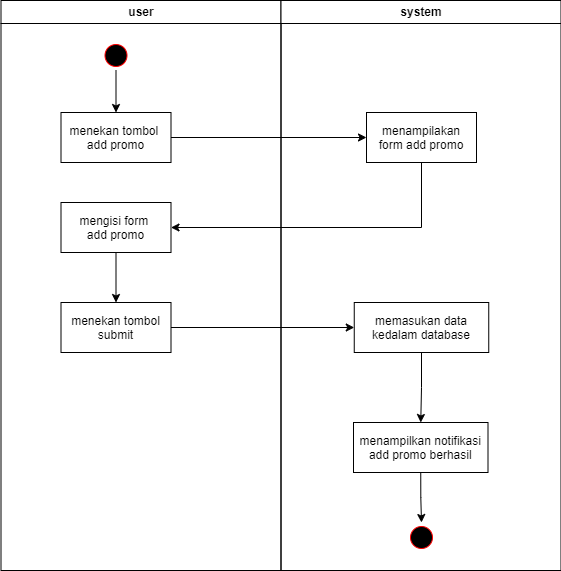 user
system
menekan tombol
add promo
menampilakan
form add promo
mengisi form
add promo
menekan tombol
submit
memasukan data
kedalam database
menampilkan notifikasi
add promo berhasil